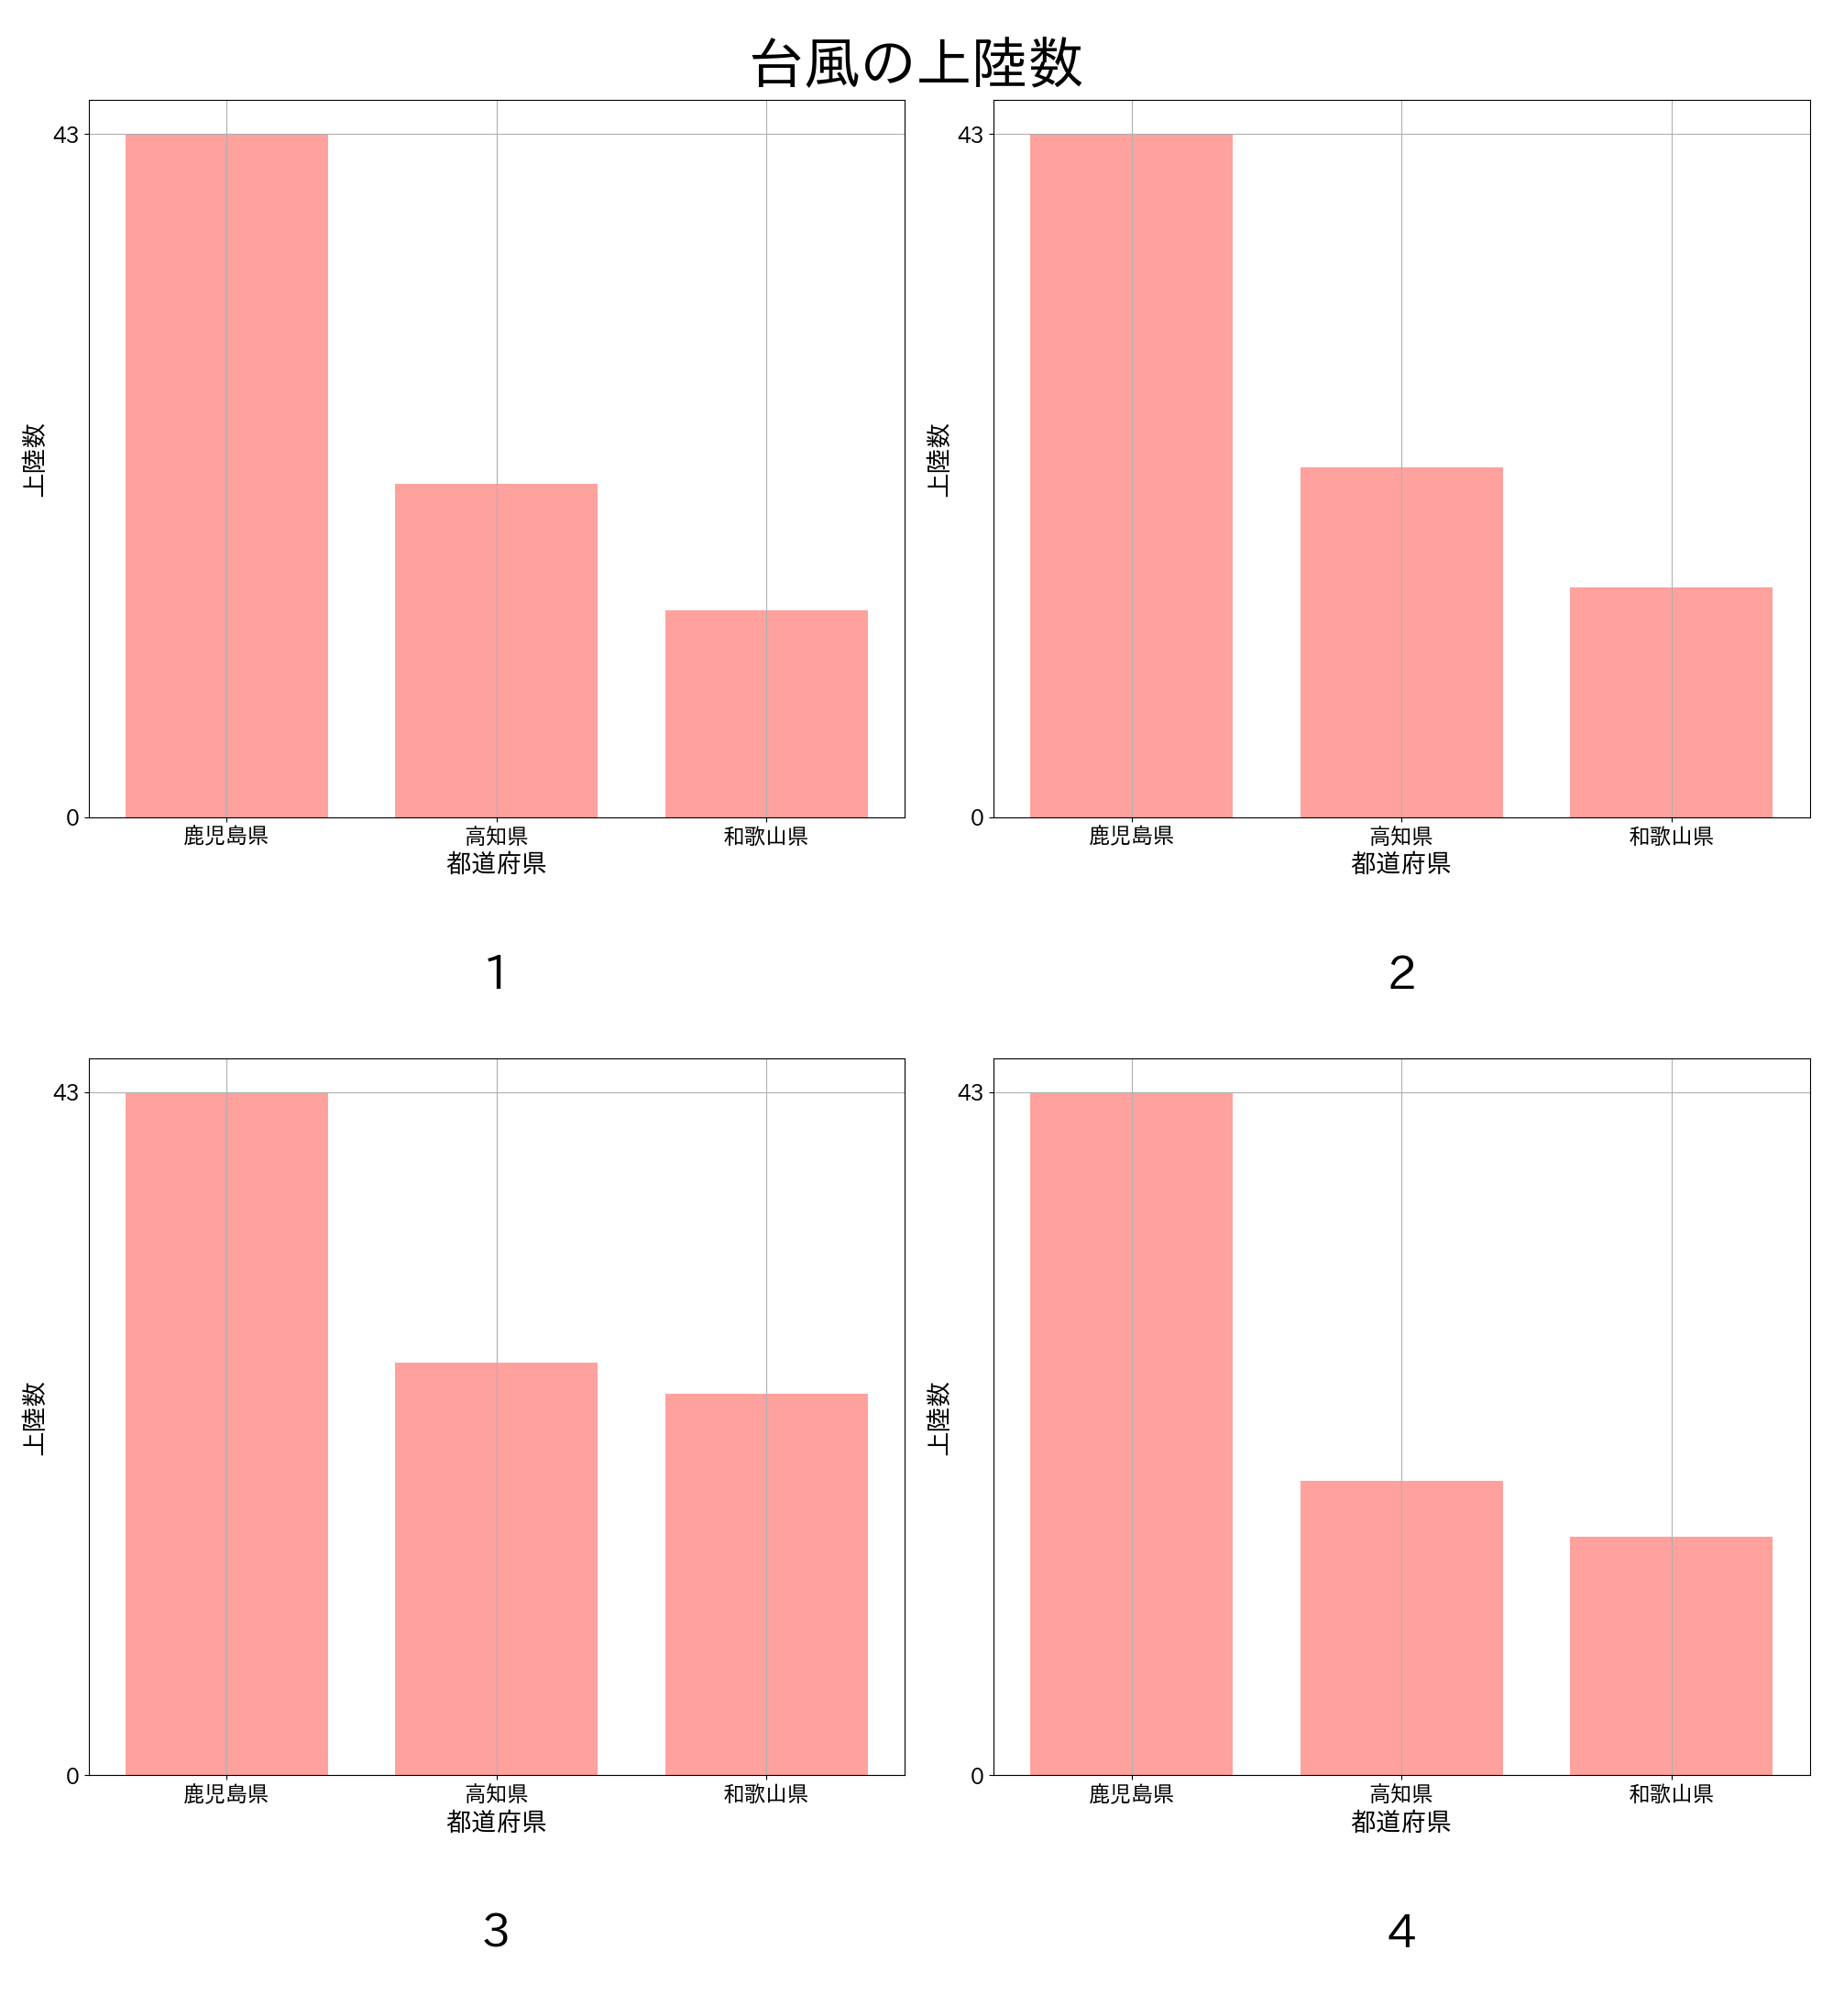 台風の上陸数
43
上陸数
0
鹿児島県 高知県 和歌山県
都道府県
1
43
上陸数
0
鹿児島県 高知県 和歌山県
都道府県
2
43
上陸数
0
鹿児島県 高知県 和歌山県
都道府県
3
43
上陸数
0
鹿児島県 高知県 和歌山県
都道府県
4